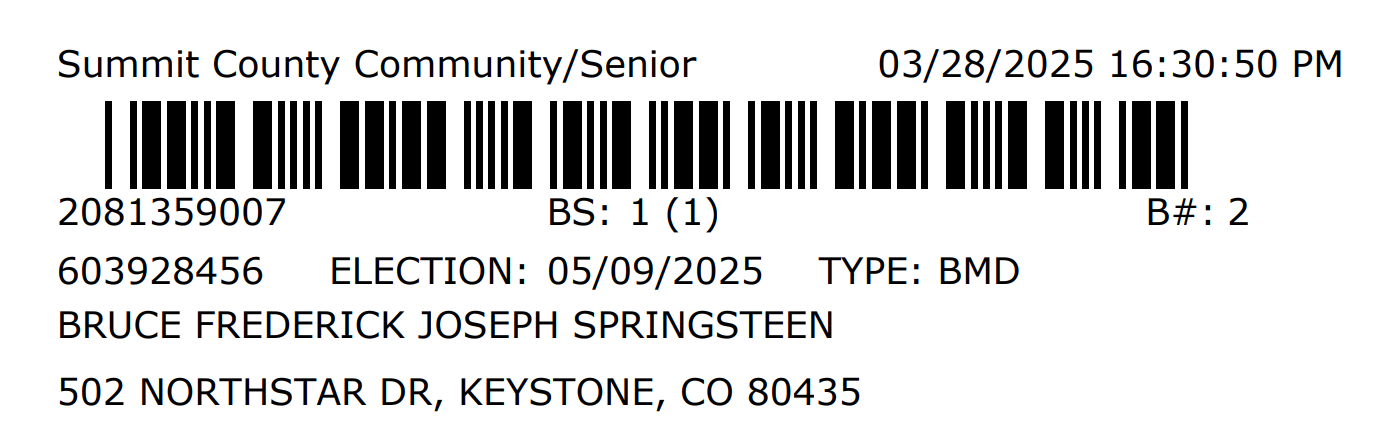 Summit County Community/Senior 03/28/2025 16:30:50 PM
2081359007 BS: 1 (1) B#: 2
603928456 ELECTION: 05/09/2025 TYPE: BMD
BRUCE FREDERICK JOSEPH SPRINGSTEEN
502 NORTHSTAR DR, KEYSTONE, CO 80435